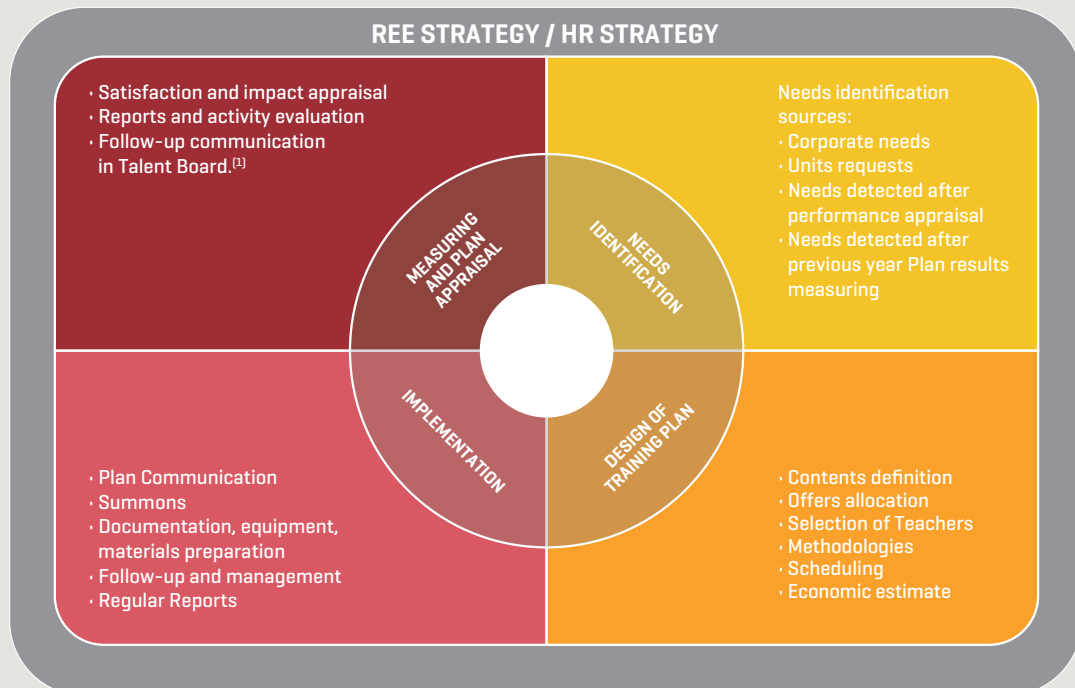 REE STRATEGY / HR STRATEGY
· Satisfaction and impact appraisal
· Reports and activity evaluation
· Follow-up communication
in Talent Board.(1)
Needs identification
sources:
· Corporate needs
· Units requests
· Needs detected after
performance appraisal
· Needs detected after
previous year Plan results
measuring
MEASURING
AND PLAN
APPRAISAL
NEEDS
IDENTIFICATION
IMPLEMENTATION
DESIGN OF
TRAINING PLAN
· Plan Communication
· Summons
· Documentation, equipment,
materials preparation
· Follow-up and management
· Regular Reports
· Contents definition
· Offers allocation
· Selection of Teachers
· Methodologies
· Scheduling
· Economic estimate